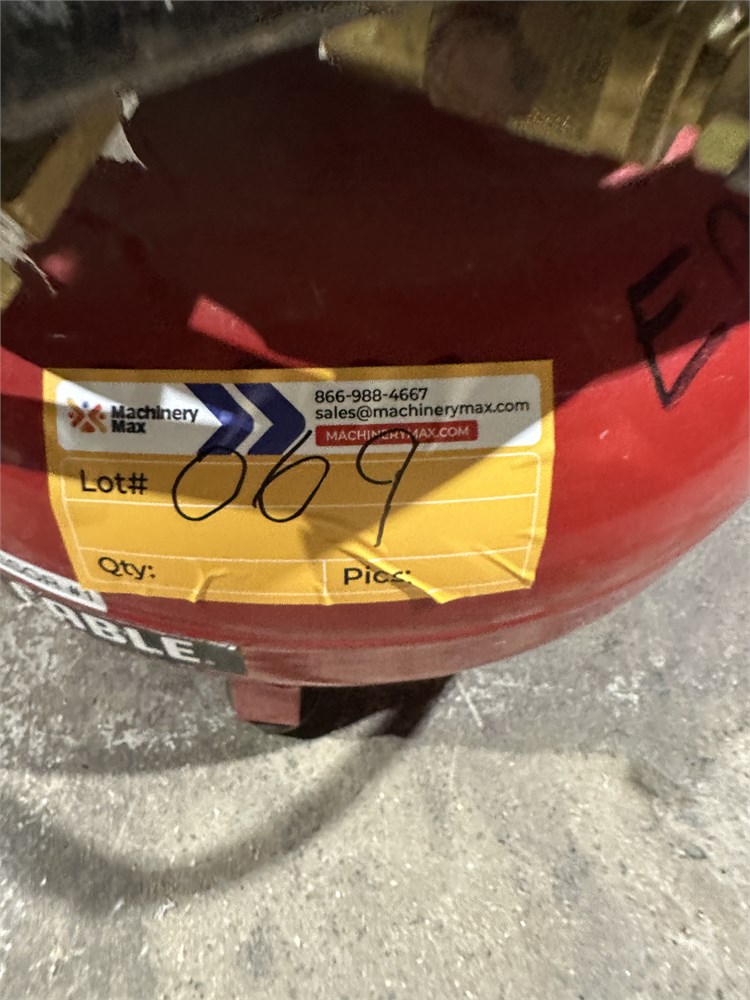 Machinery
Max
866-988-4667
sales@machinerymax.com
MACHINERYMAX.COM
Lot# 069
Qty:
Pics: